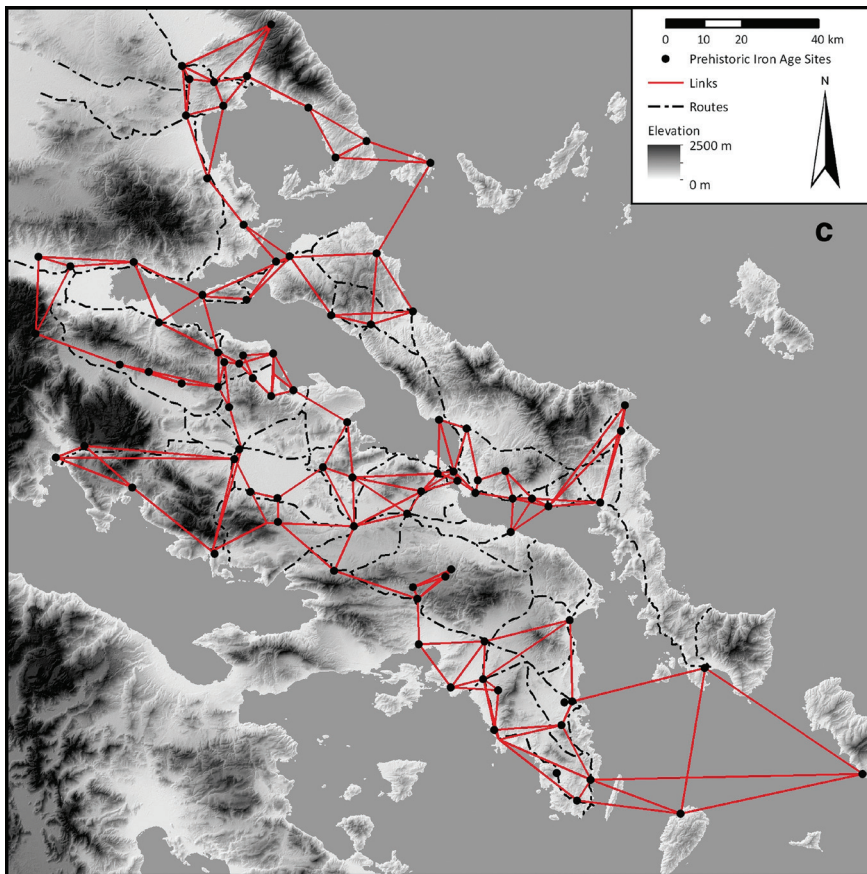 0 10 20 40 km
Prehistoric Iron Age Sites
Links
Routes
Elevation
2500 m
0 m
N
C